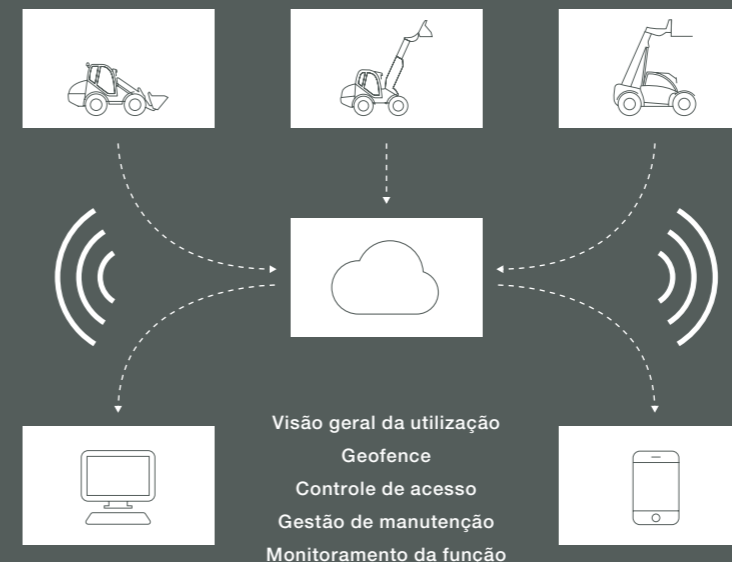 Visão geral da utilização
Geofence
Controle de acesso
Gestão de manutenção
Monitoramento da função